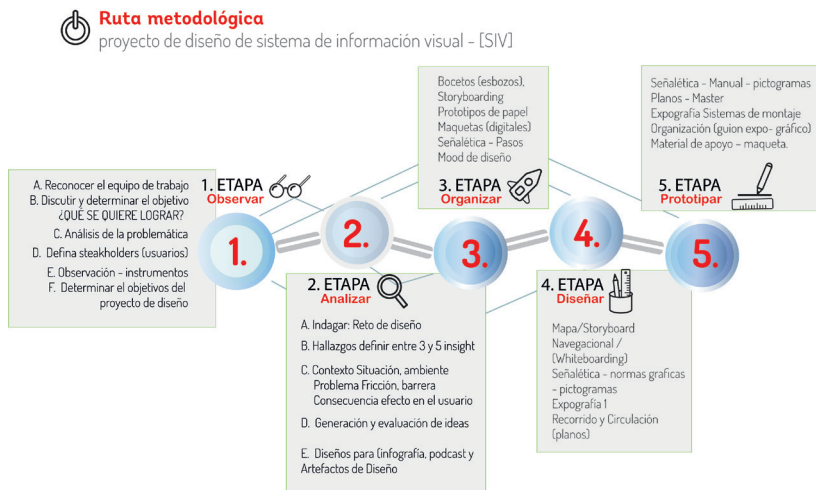 Ruta metodológica
proyecto de diseño de sistema de información visual - [SIV]
A. Reconocer el equipo de trabajo
B. Discutir y determinar el objetivo
¿QUÉ SE QUIERE LOGRAR?
C. Análisis de la problemática
D. Defina steakholders (usuarios)
E. Observación - instrumentos
F. Determinar el objetivos del
proyecto de diseño
1. ETAPA
Observar
1.
2.
2. ETAPA
Analizar
A. Indagar: Reto de diseño
B. Hallazgos definir entre 3 y 5 insight
C. Contexto Situación, ambiente
Problema Fricción, barrera
Consecuencia efecto en el usuario
D. Generación y evaluación de ideas
E. Diseños para (infografía, podcast y
Artefactos de Diseño
Bocetos (esbozos),
Storyboarding
Prototipos de papel
Maquetas (digitales)
Señalética - Pasos
Mood de diseño
3. ETAPA
Organizar
3.
4.
4. ETAPA
Diseñar
Mapa/Storyboard
Navegacional /
(Whiteboarding)
Señalética - normas graficas
- pictogramas
Expografía 1
Recorrido y Circulación
(planos)
Señalética - Manual - pictogramas
Planos - Master
Expografía Sistemas de montaje
Organización (guion expo- gráfico)
Material de apoyo - maqueta.
5. ETAPA
Prototipar
5.